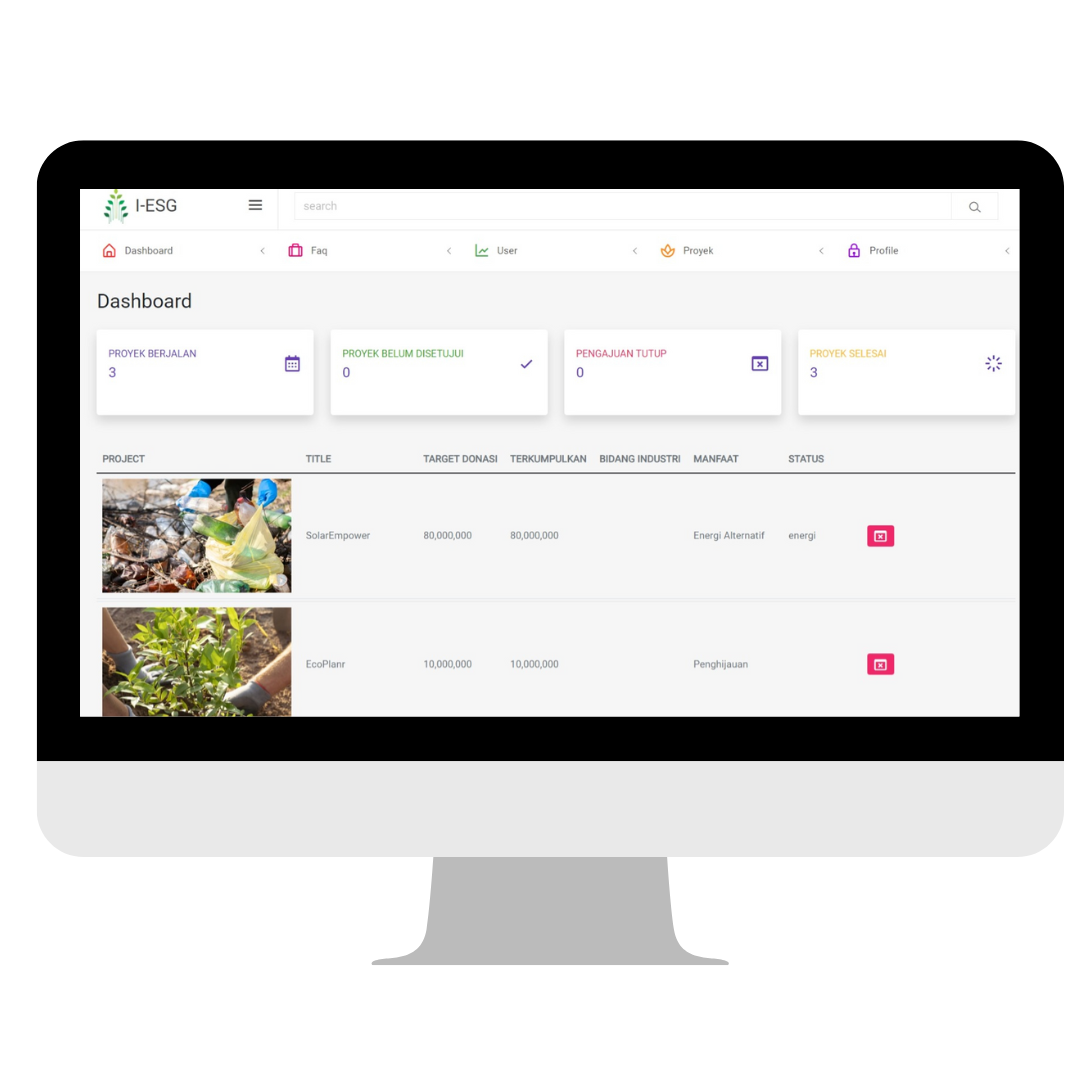 I-ESG
search
Dashboard
Faq
User
Proyek
Profile
Dashboard
PROYEK BERJALAN
3
PROYEK BELUM DISETUJUI
0
PENGAJUAN TUTUP
0
PROYEK SELESAI
3
PROJECT TITLE TARGET DONASI TERKUMPULKAN BIDANG INDUSTRI MANFAAT STATUS
SolarEmpower 80,000,000 80,000,000 Energi Alternatif energi
EcoPlanr 10,000,000 10,000,000 Penghijauan